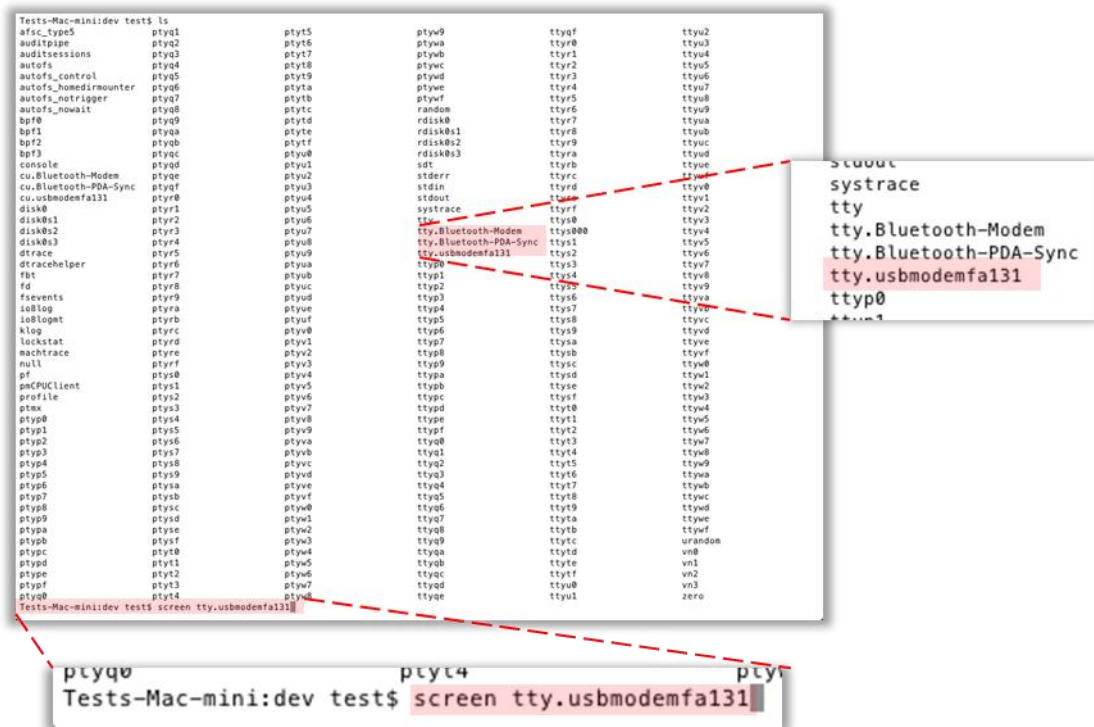 Tests-Mac-mini:dev test$ ls
afsc_type5 ptyq1 ptyt5 ptyw9 ttyqf ttyu2
auditpipe ptyq2 ptyt6 ptywa ttyr0 ttyu3
auditsessions ptyq3 ptyt7 ptywb ttyr1 ttyu4
autofs ptyq4 ptyt8 ptywc ttyr2 ttyu5
autofs_control ptyq5 ptyt9 ptywd ttyr3 ttyu6
autofs_homedirmounter ptyq6 ptyta ptywe ttyr4 ttyu7
autofs_notrigger ptyq7 ptytb ptywf ttyr5 ttyu8
autofs_nowait ptyq8 ptytc random ttyr6 ttyu9
bpf0 ptyq9 ptytd rdisk0 ttyr7 ttyua
bpf1 ptyqa ptyte rdisk0s1 ttyr8 ttyub
bpf2 ptyqb ptytf rdisk0s2 ttyr9 ttyuc
bpf3 ptyqc ptyu0 rdisk0s3 ttyra ttyud
console ptyqd ptyu1 sdt ttyrb ttyue
cu.Bluetooth-Modem ptyqe ptyu2 stderr ttyrc ttyuf
cu.Bluetooth-PDA-Sync ptyqf ptyu3 stdin ttyrd ttyv0
cu.usbmodemfa131 ptyr0 ptyu4 stdout ttyre ttyv1
disk0 ptyr1 ptyu5 systrace ttyrf ttyv2
disk0s1 ptyr2 ptyu6 tty ttys0 ttyv3
disk0s2 ptyr3 ptyu7 tty.Bluetooth-Modem ttys000 ttyv4
disk0s3 ptyr4 ptyu8 tty.Bluetooth-PDA-Sync ttys1 ttyv5
dtrace ptyr5 ptyu9 tty.usbmodemfa131 ttys2 ttyv6
dtracehelper ptyr6 ptyua ttyp0 ttys3 ttyv7
fbt ptyr7 ptyub ttyp1 ttys4 ttyv8
fd ptyr8 ptyuc ttyp2 ttys5 ttyv9
fsevents ptyr9 ptyud ttyp3 ttys6 ttyva
io8log ptyra ptyue ttyp4 ttys7 ttyvb
io8logmt ptyrb ptyuf ttyp5 ttys8 ttyvc
klog ptyrc ptyv0 ttyp6 ttys9 ttyvd
lockstat ptyrd ptyv1 ttyp7 ttysa ttyve
machtrace ptyre ptyv2 ttyp8 ttysb ttyvf
null ptyrf ptyv3 ttyp9 ttysc ttyw0
pf ptys0 ptyv4 ttypa ttysd ttyw1
pmCPUClient ptys1 ptyv5 ttypb ttyse ttyw2
profile ptys2 ptyv6 ttypc ttysf ttyw3
ptmx ptys3 ptyv7 ttypd ttyt0 ttyw4
ptyp0 ptys4 ptyv8 ttype ttyt1 ttyw5
ptyp1 ptys5 ptyv9 ttypf ttyt2 ttyw6
ptyp2 ptys6 ptyva ttyq0 ttyt3 ttyw7
ptyp3 ptys7 ptyvb ttyq1 ttyt4 ttyw8
ptyp4 ptys8 ptyvc ttyq2 ttyt5 ttyw9
ptyp5 ptys9 ptyvd ttyq3 ttyt6 ttywa
ptyp6 ptysa ptyve ttyq4 ttyt7 ttywb
ptyp7 ptysb ptyvf ttyq5 ttyt8 ttywc
ptyp8 ptysc ptyw0 ttyq6 ttyt9 ttywd
ptyp9 ptysd ptyw1 ttyq7 ttyta ttywe
ptypa ptyse ptyw2 ttyq8 ttytb ttywf
ptypb ptysf ptyw3 ttyq9 ttytc urandom
ptypc ptyt0 ptyw4 ttyqa ttytd vn0
ptypd ptyt1 ptyw5 ttyqb ttyte vn1
ptype ptyt2 ptyw6 ttyqc ttytf vn2
ptypf ptyt3 ptyw7 ttyqd ttyu0 vn3
ptyq0 ptyt4 ptyw8 ttyqe ttyu1 zero
Tests-Mac-mini:dev test$ screen tty.usbmodemfa131
stdout
systrace
tty
tty.Bluetooth-Modem
tty.Bluetooth-PDA-Sync
tty.usbmodemfa131
ttyp0
ttyp1
ptyq0 ptyt4 pty
Tests-Mac-mini:dev test$ screen tty.usbmodemfa131